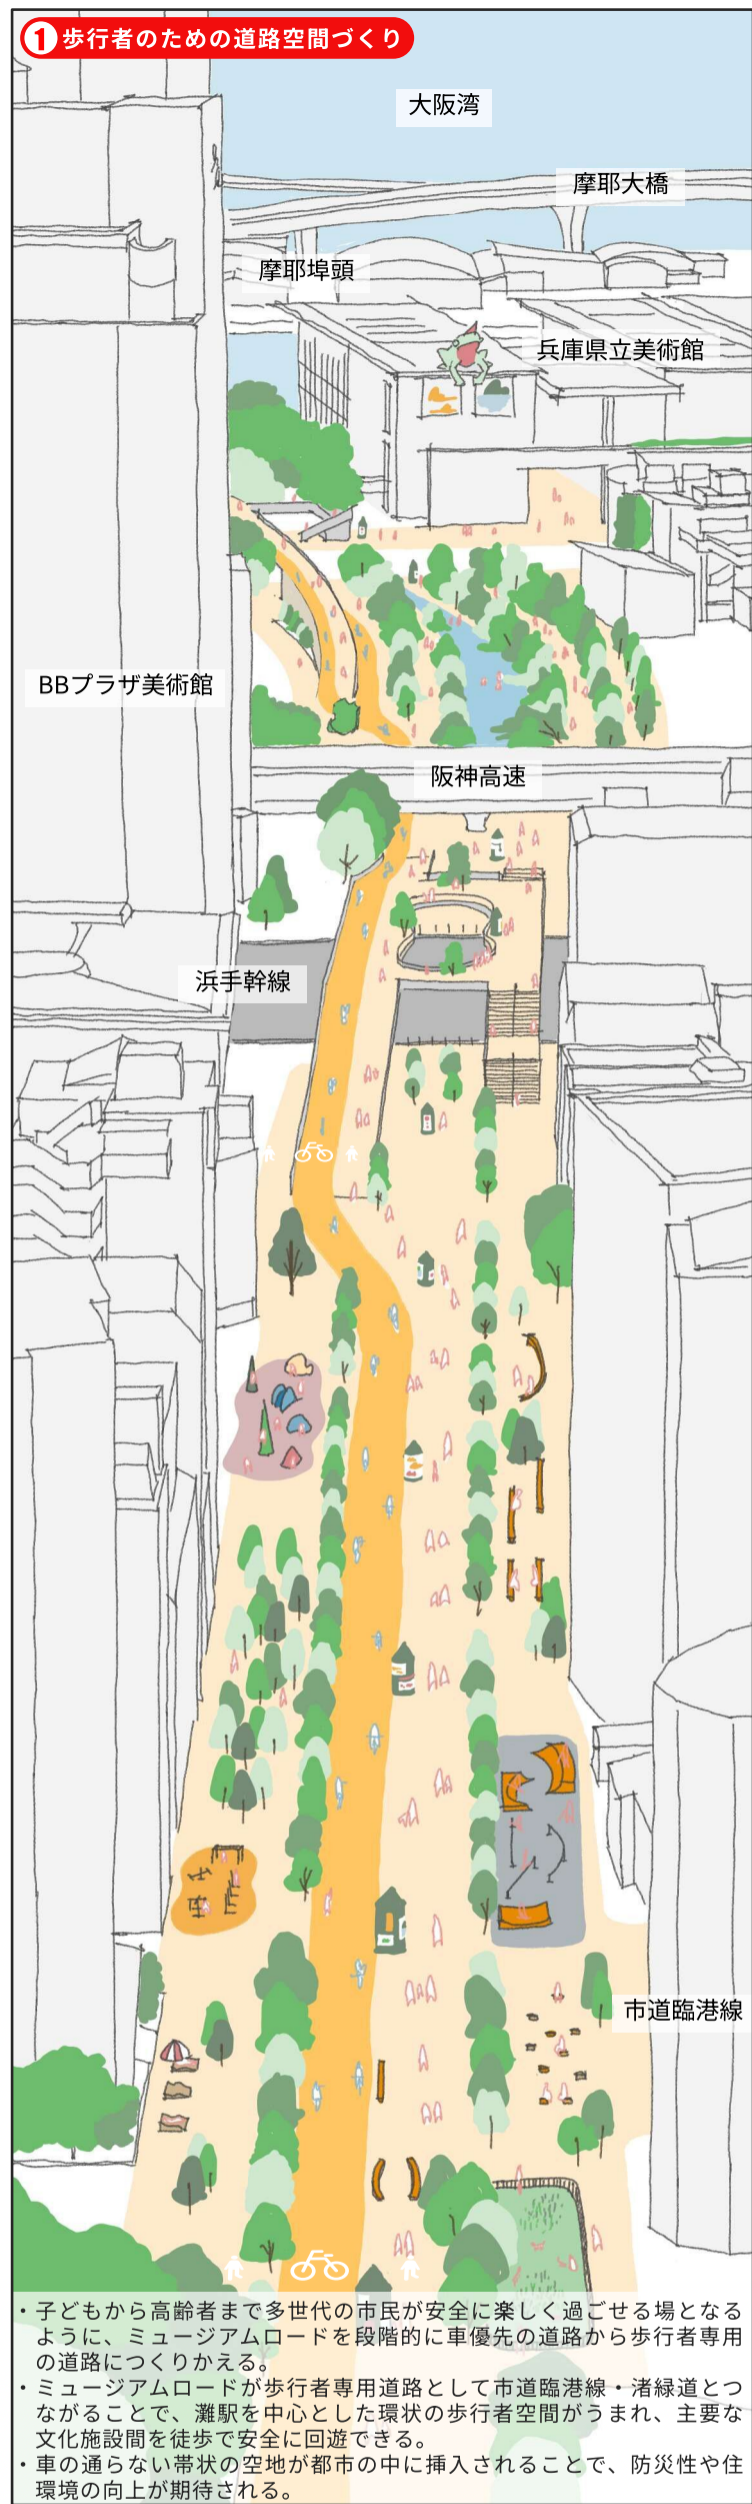 ① 歩行者のための道路空間づくり
大阪湾
摩耶大橋
摩耶埠頭
兵庫県立美術館
BBプラザ美術館
阪神高速
浜手幹線
市道臨港線
・子どもから高齢者まで多世代の市民が安全に楽しく過ごせる場となる
ように、ミュージアムロードを段階的に車優先の道路から歩行者専用
の道路につくりかえる。
・ミュージアムロードが歩行者専用道路として市道臨港線・渚緑道とつ
ながることで、灘駅を中心とした環状の歩行者空間がうまれ、主要な
文化施設間を徒歩で安全に回遊できる。
・車の通らない帯状の空地が都市の中に挿入されることで、防災性や住
環境の向上が期待される。